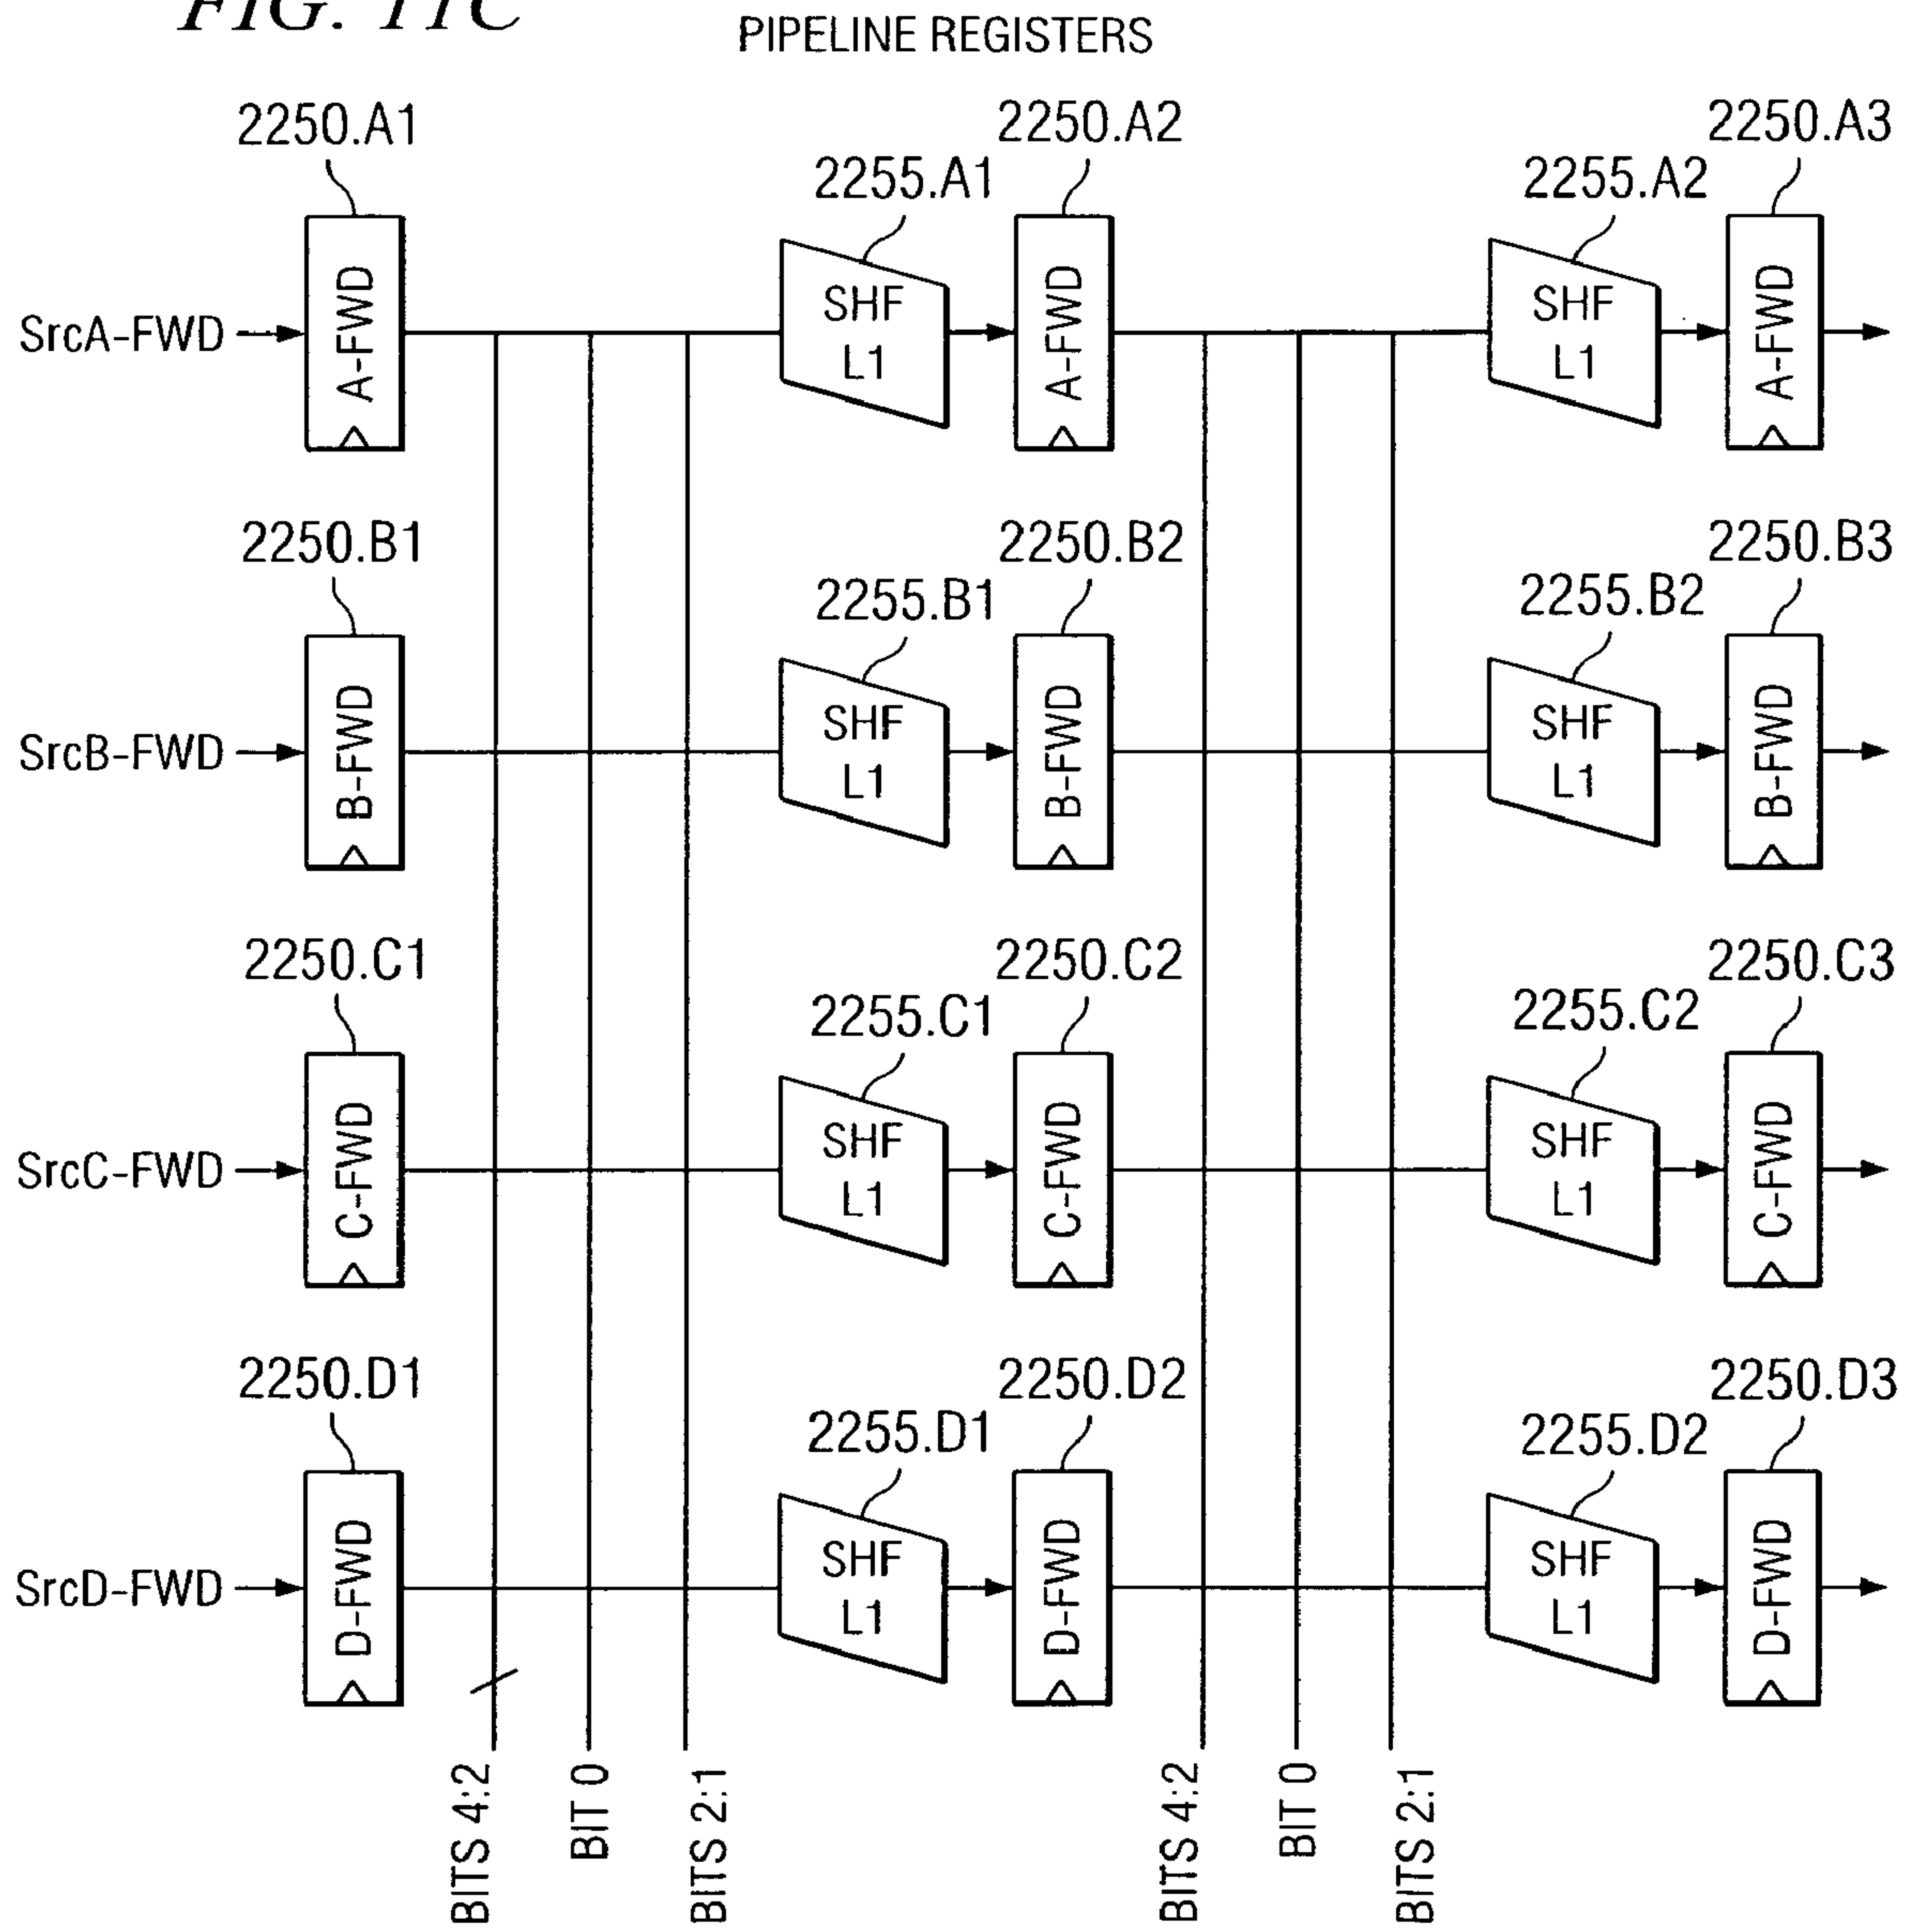 FIG. 11C
PIPELINE REGISTERS
2250.A1
2255.A1
2250.A2
2255.A2
2250.A3
SrcA-FWD
A-FWD
SHF
L1
A-FWD
SHF
L1
A-FWD
2250.B1
2255.B1
2250.B2
2255.B2
2250.B3
SrcB-FWD
B-FWD
SHF
L1
B-FWD
SHF
L1
B-FWD
2250.C1
2255.C1
2250.C2
2255.C2
2250.C3
SrcC-FWD
C-FWD
SHF
L1
C-FWD
SHF
L1
C-FWD
2250.D1
2255.D1
2250.D2
2255.D2
2250.D3
SrcD-FWD
D-FWD
SHF
L1
D-FWD
SHF
L1
D-FWD
BITS 4:2
BIT 0
BITS 2:1
BITS 4:2
BIT 0
BITS 2:1